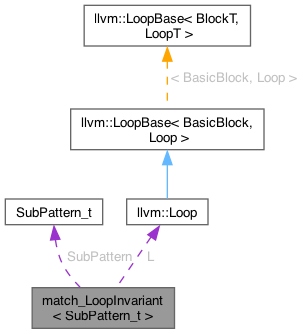 llvm::LoopBase< BlockT,
LoopT >
< BasicBlock, Loop >
llvm::LoopBase< BasicBlock,
Loop >
SubPattern_t
llvm::Loop
SubPattern
L
match_LoopInvariant
< SubPattern_t >